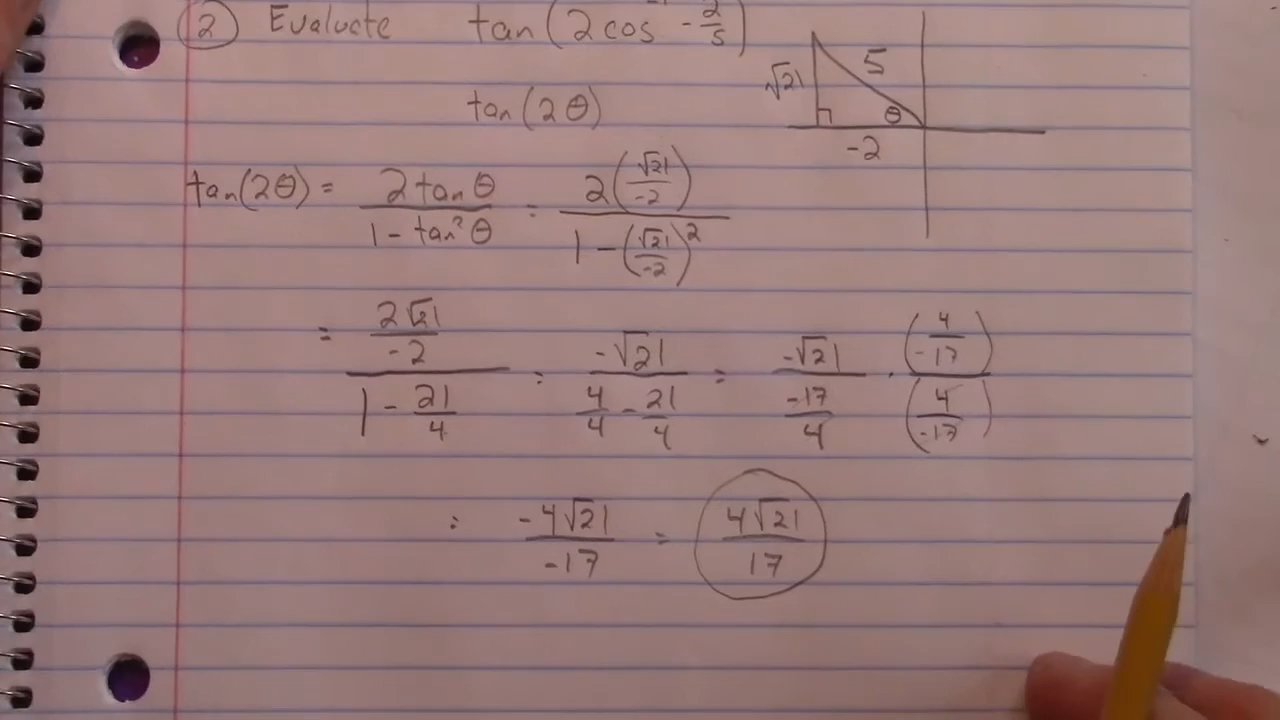 ② Evaluate tan(2cos⁻¹ -2/5)
√21 5 θ -2
tan(2θ)
tan(2θ) = 2tanθ/(1 - tan²θ) = 2(√21/-2)/(1 - (√21/-2)²)
= (2√21/-2)/(1 - 21/4) = -√21/(4/4 - 21/4) = -√21/(-17/4) · (4/-17)/(4/-17)
= -4√21/-17 = 4√21/17